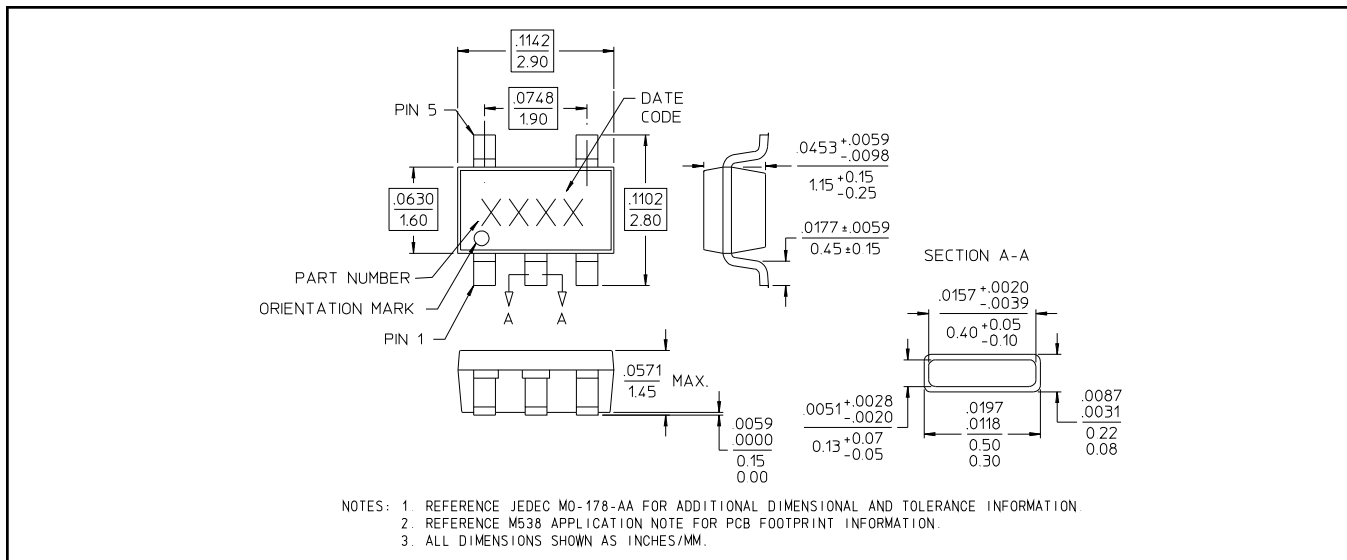 .1142
2.90
.0748
1.90
PIN 5
DATE
CODE
.0453 +.0059
-.0098
1.15 +0.15
-0.25
.0630
1.60
XXXX
.1102
2.80
.0177 ±.0059
0.45 ±0.15
SECTION A-A
PART NUMBER
ORIENTATION MARK
PIN 1
A A
.0157 +.0020
-.0039
0.40 +0.05
-0.10
.0571
1.45
MAX.
.0059
.0000
0.15
0.00
.0051 +.0028
-.0020
0.13 +0.07
-0.05
.0197
.0118
0.50
0.30
.0087
.0031
0.22
0.08
NOTES: 1. REFERENCE JEDEC MO-178-AA FOR ADDITIONAL DIMENSIONAL AND TOLERANCE INFORMATION.
2. REFERENCE M538 APPLICATION NOTE FOR PCB FOOTPRINT INFORMATION.
3. ALL DIMENSIONS SHOWN AS INCHES/MM.